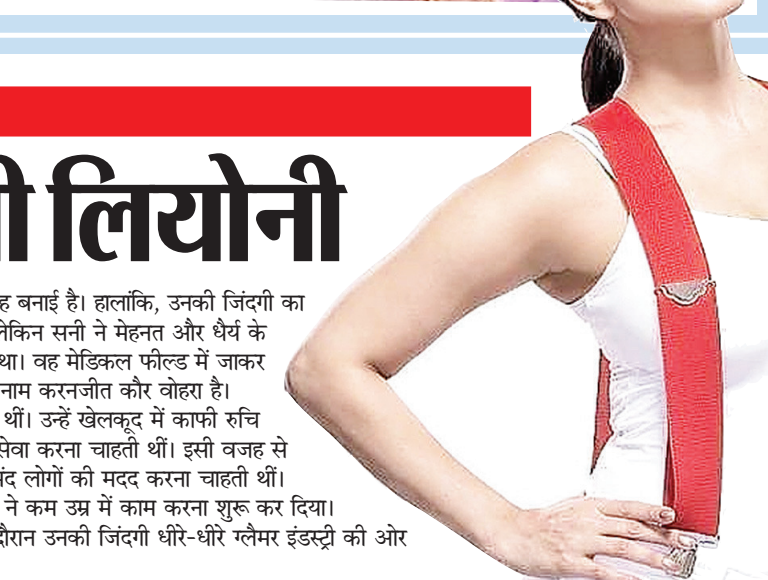 लियोनी
बनाई है। हालांकि, उनकी जिंदगी का
सनी ने मेहनत और धैर्य के
था। वह मेडिकल फील्ड में जाकर
नाम करनजीत कौर वोहरा है।
थीं। उन्हें खेलकूद में काफी रुचि
सेवा करना चाहती थीं। इसी वजह से
लोगों की मदद करना चाहती थीं।
ने कम उम्र में काम करना शुरू कर दिया।
दौरान उनकी जिंदगी धीरे-धीरे ग्लैमर इंडस्ट्री की ओर